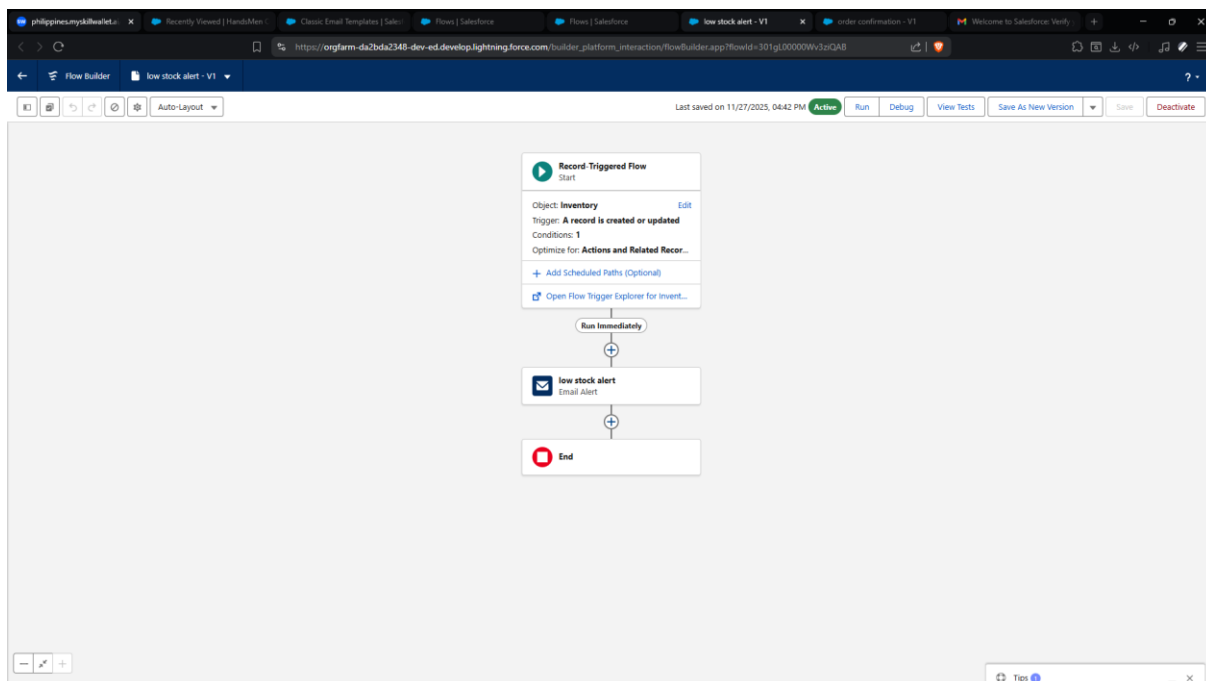 philippines.myskillwallet.ai
Recently Viewed | HandsMen
Classic Email Templates | Sales
Flows | Salesforce
Flows | Salesforce
low stock alert - V1
order confirmation - V1
Welcome to Salesforce: Verify
https://orgfarm-da2bda2348-dev-ed.develop.lightning.force.com/builder_platform_interaction/flowBuilder.app?flowId=301gL00000Wv3ziQAB
Flow Builder
low stock alert - V1
?
Auto-Layout
Last saved on 11/27/2025, 04:42 PM
Active
Run
Debug
View Tests
Save As New Version
Save
Deactivate
Record-Triggered Flow
Start
Object: Inventory
Edit
Trigger: A record is created or updated
Conditions: 1
Optimize for: Actions and Related Recor...
+ Add Scheduled Paths (Optional)
Open Flow Trigger Explorer for Invent...
Run Immediately
low stock alert
Email Alert
End
Tips